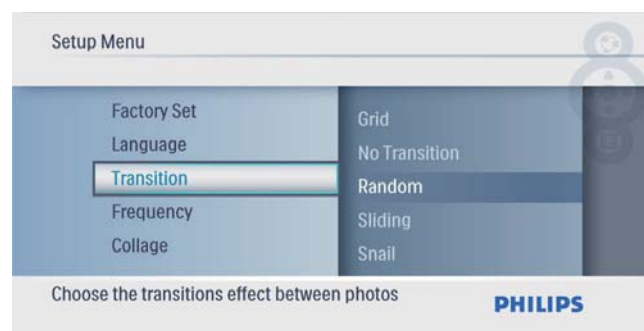 Setup Menu
Factory Set
Language
Transition
Frequency
Collage
Grid
No Transition
Random
Sliding
Snail
Choose the transitions effect between photos
PHILIPS